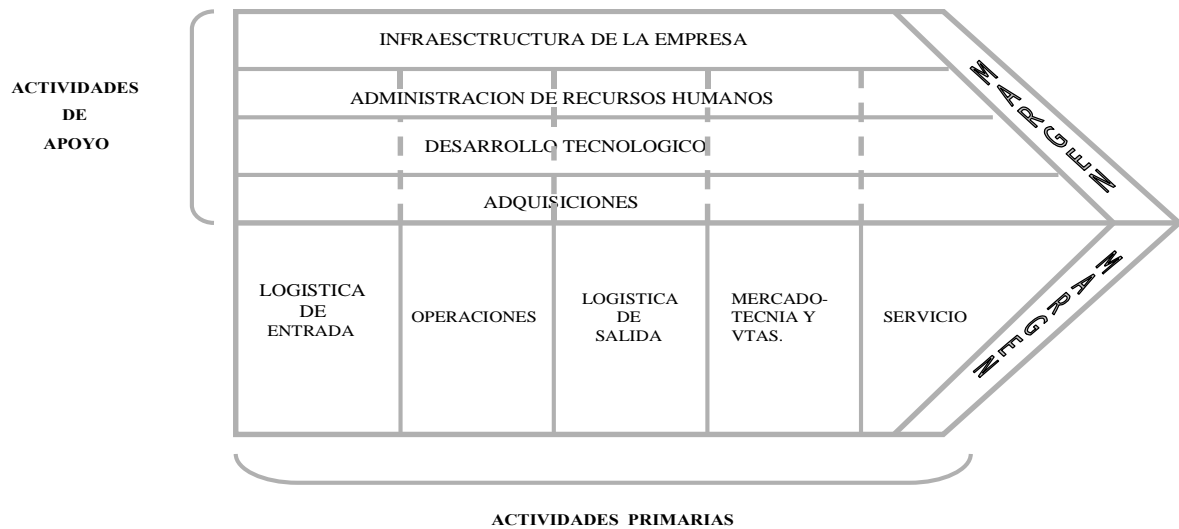 INFRAESCTRUCTURA DE LA EMPRESA
ACTIVIDADES
DE
APOYO
ADMINISTRACION DE RECURSOS HUMANOS
DESARROLLO TECNOLOGICO
ADQUISICIONES
MARGEN
LOGISTICA
DE
ENTRADA
OPERACIONES
LOGISTICA
DE
SALIDA
MERCADO-
TECNIA Y
VTAS.
SERVICIO
MARGEN
ACTIVIDADES PRIMARIAS